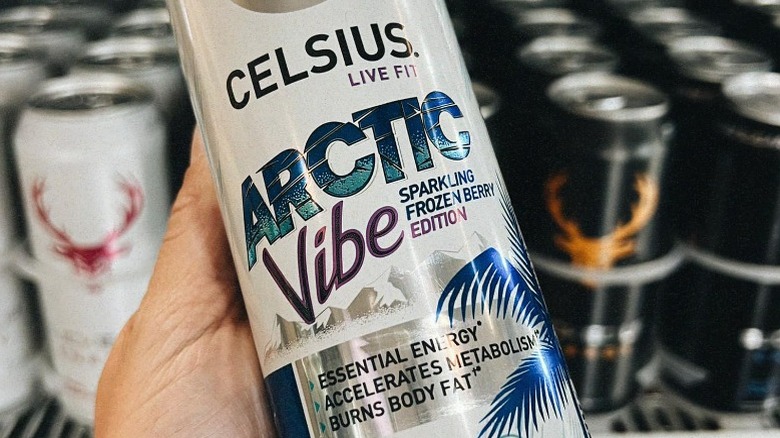 CELSIUS.
LIVE FIT
ARCTIC
Vibe
SPARKLING
FROZEN BERRY
EDITION
ESSENTIAL ENERGY*
ACCELERATES METABOLISM*
BURNS BODY FAT*